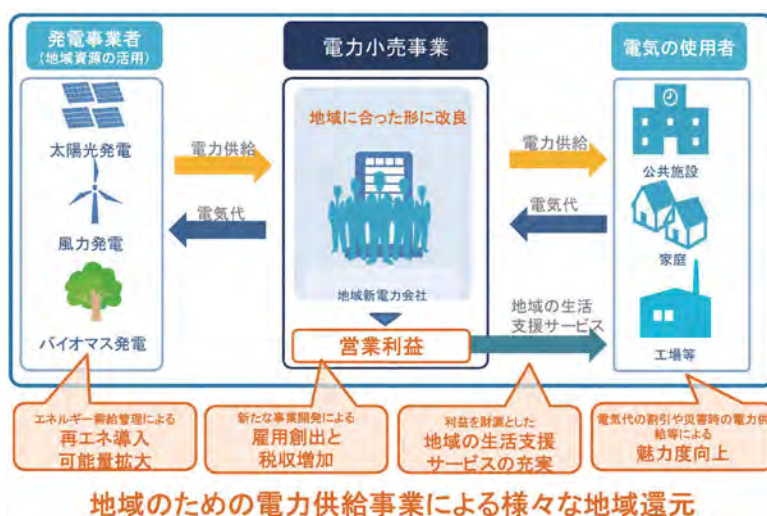 発電事業者
(地域資源の活用)
太陽光発電
風力発電
バイオマス発電
電力供給
電気代
電力小売事業
地域に合った形に改良
地域新電力会社
営業利益
電力供給
電気代
地域の生活
支援サービス
電気の使用者
公共施設
家庭
工場等
エネルギー需給管理による
再エネ導入
可能量拡大
新たな事業開発による
雇用創出と
税収増加
利益を財源とした
地域の生活支援
サービスの充実
電気代の割引や災害時の電力供
給等による
魅力度向上
地域のための電力供給事業による様々な地域還元